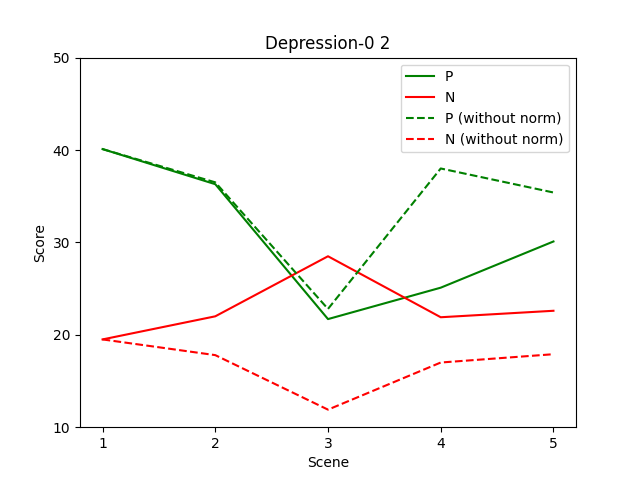 Depression-0 2
P
N
P (without norm)
N (without norm)
50
40
30
20
10
Score
1 2 3 4 5
Scene